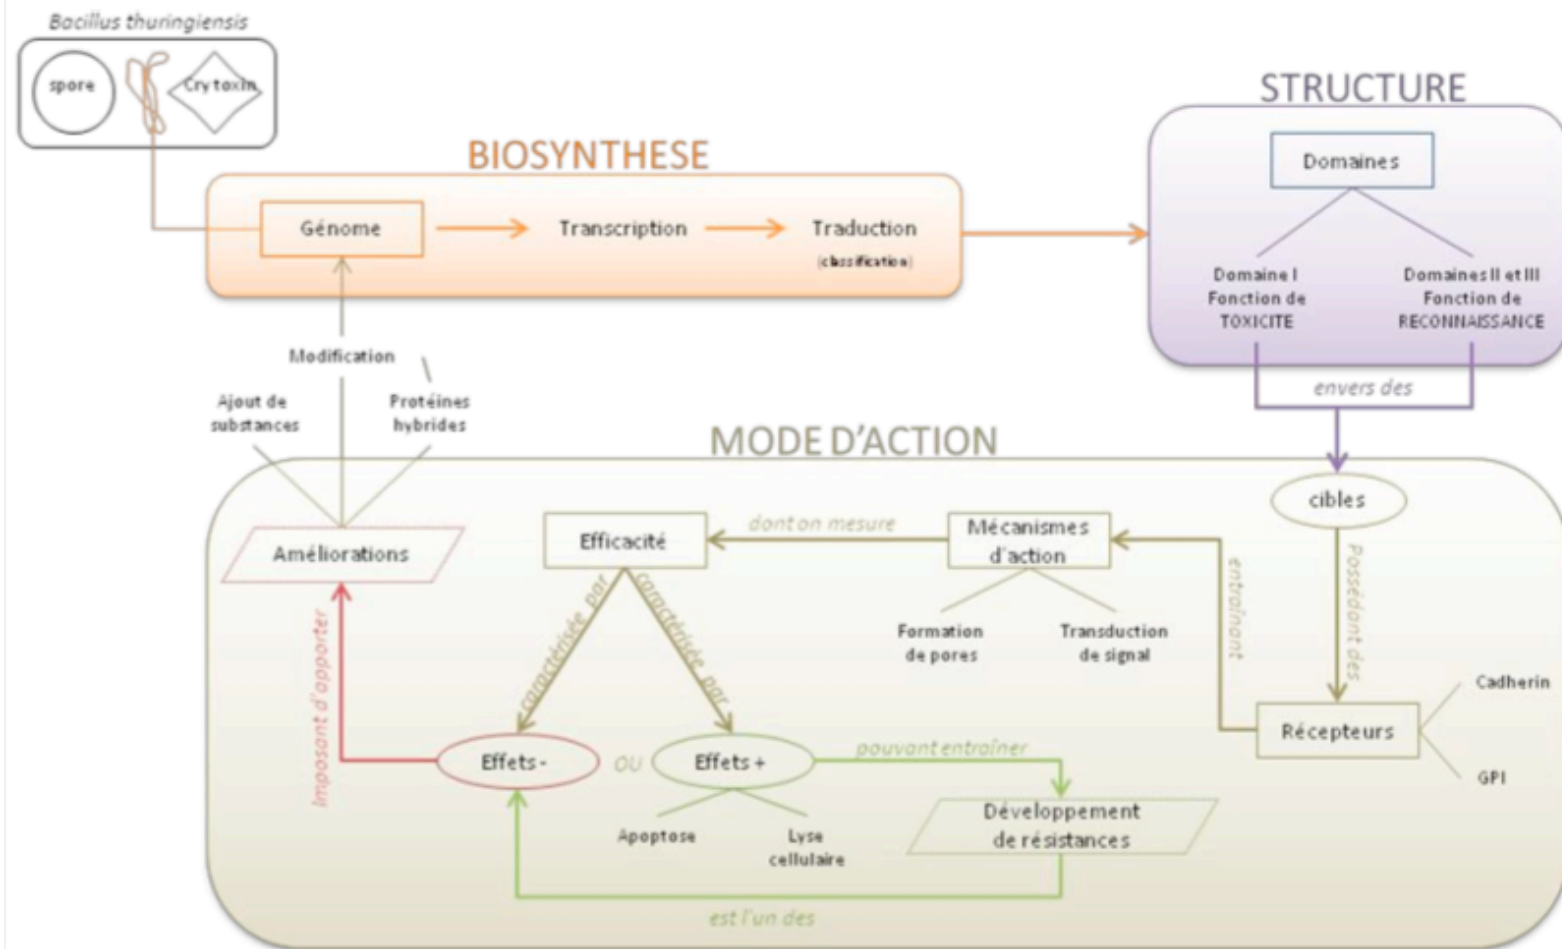 Bacillus thuringiensis
spore
Cry toxin
BIOSYNTHESE
Génome
Transcription
Traduction
(classification)
STRUCTURE
Domaines
Domaine I
Fonction de
TOXICITE
Domaines II et III
Fonction de
RECONNAISSANCE
envers des
Modification
Ajout de
substances
Protéines
hybrides
MODE D'ACTION
cibles
Possédant des
Améliorations
Efficacité
dont on mesure
Mécanismes
d'action
entraînant
Formation
de pores
Transduction
de signal
caractérisée par
caractérisée par
Imposant d'apporter
Récepteurs
Cadherin
GPI
Effets -
OU
Effets +
pouvant entraîner
Apoptose
Lyse
cellulaire
Développement
de résistances
est l'un des